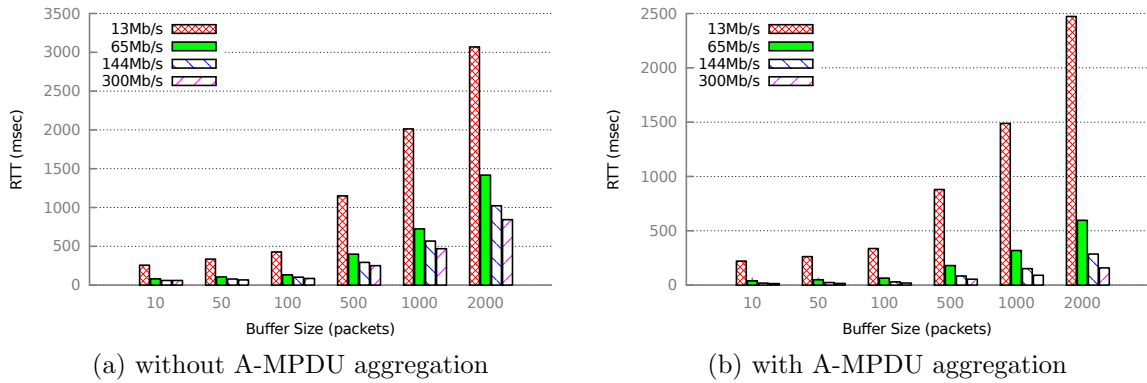 3500
3000
2500
2000
1500
1000
500
0
RTT (msec)
13Mb/s
65Mb/s
144Mb/s
300Mb/s
10 50 100 500 1000 2000
Buffer Size (packets)
(a) without A-MPDU aggregation
2500
2000
1500
1000
500
0
RTT (msec)
13Mb/s
65Mb/s
144Mb/s
300Mb/s
10 50 100 500 1000 2000
Buffer Size (packets)
(b) with A-MPDU aggregation